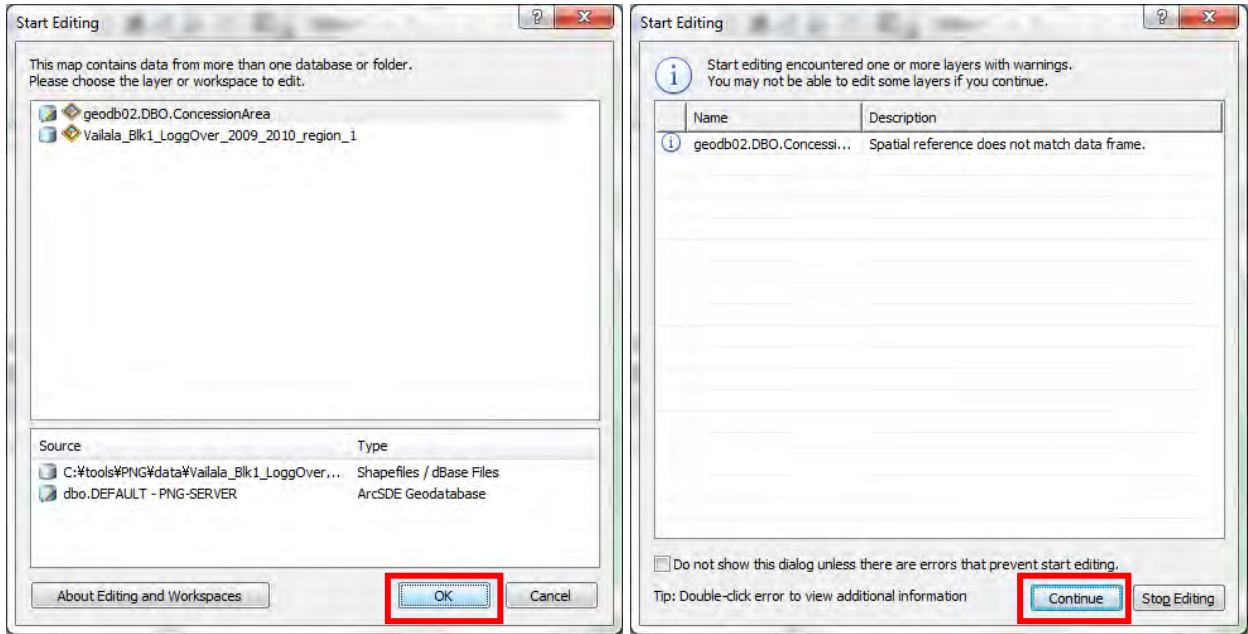 Start Editing
This map contains data from more than one database or folder.
Please choose the layer or workspace to edit.
geodb02.DBO.ConcessionArea
Vailala_Blk1_LoggOver_2009_2010_region_1
Source Type
C:¥tools¥PNG¥data¥Vailala_Blk1_LoggOver... Shapefiles / dBase Files
dbo.DEFAULT - PNG-SERVER ArcSDE Geodatabase
About Editing and Workspaces OK Cancel
Start Editing
Start editing encountered one or more layers with warnings.
You may not be able to edit some layers if you continue.
Name Description
geodb02.DBO.Concessi... Spatial reference does not match data frame.
Do not show this dialog unless there are errors that prevent start editing.
Tip: Double-click error to view additional information Continue Stop Editing